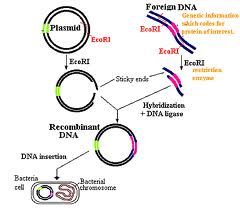 Foreign DNA
Plasmid
Genetic information
which codes for
protein of interest.
EcoRI
EcoRI
EcoRI
EcoRI
Sticky ends
restriction
enzyme
Hybridization
+ DNA ligase
Recombinant
DNA
DNA insertion
Bacteria
cell
Bacterial
chromosome